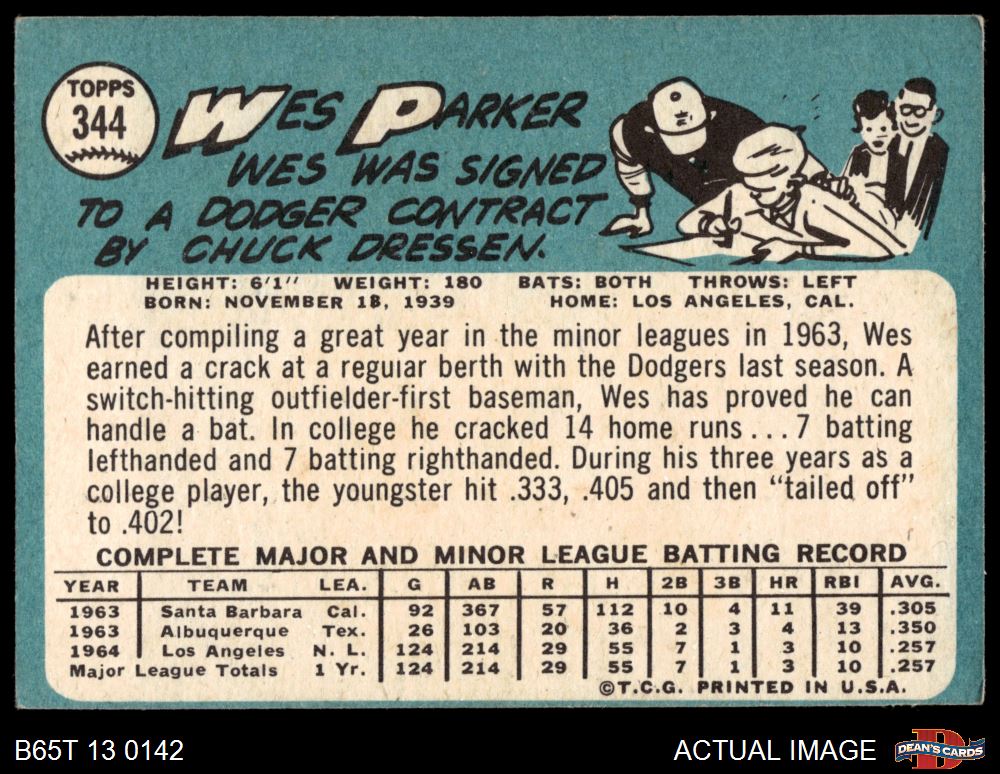 TOPPS
344
WES PARKER
WES WAS SIGNED
TO A DODGER CONTRACT
BY CHUCK DRESSEN.
HEIGHT: 6'1" WEIGHT: 180 BATS: BOTH THROWS: LEFT
BORN: NOVEMBER 18, 1939 HOME: LOS ANGELES, CAL.
After compiling a great year in the minor leagues in 1963, Wes
earned a crack at a regular berth with the Dodgers last season. A
switch-hitting outfielder-first baseman, Wes has proved he can
handle a bat. In college he cracked 14 home runs...7 batting
lefthanded and 7 batting righthanded. During his three years as a
college player, the youngster hit .333, .405 and then “tailed off”
to .402!
COMPLETE MAJOR AND MINOR LEAGUE BATTING RECORD
YEAR TEAM LEA. G AB R H 2B 3B HR RBI AVG.
1963 Santa Barbara Cal. 92 367 57 112 10 4 11 39 .305
1963 Albuquerque Tex. 26 103 20 36 2 3 4 13 .350
1964 Los Angeles N. L. 124 214 29 55 7 1 3 10 .257
Major League Totals 1 Yr. 124 214 29 55 7 1 3 10 .257
©T.C.G. PRINTED IN U.S.A.
B65T 13 0142 ACTUAL IMAGE
D
DEAN'S CARDS